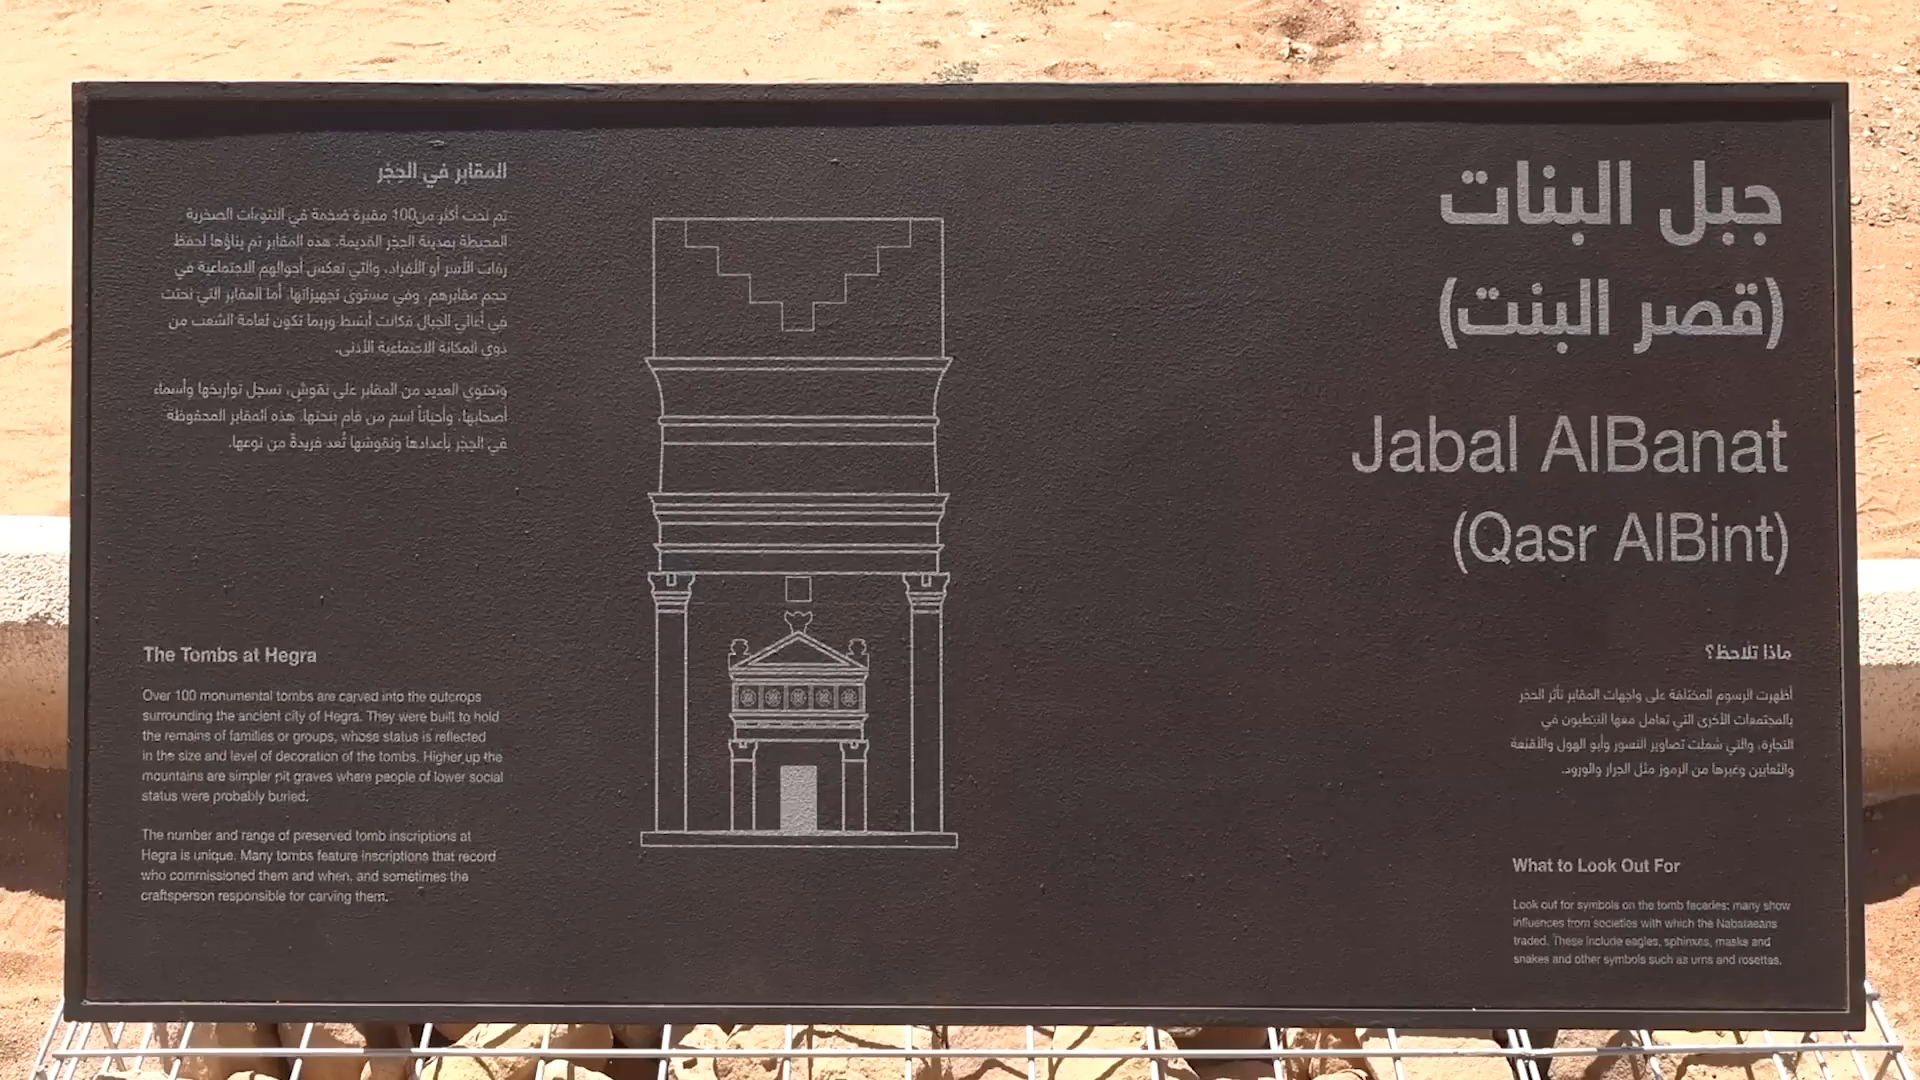 جبل البنات
(قصر البنت)
Jabal AlBanat
(Qasr AlBint)
المقابر في الحِجْر
تم نحت أكثر من 100 مقبرة ضخمة في النتوءات الصخرية
المحيطة بمدينة الحِجْر القديمة. هذه المقابر تم بناؤها لحفظ
رفات الأسر أو الأفراد، والتي تعكس أحوالهم الاجتماعية في
حجم مقابرهم، وفي مستوى تجهيزاتها. أما المقابر التي نُحتت
في أعالي الجبال فكانت أبسط وربما تكون لعامة الشعب من
ذوي المكانة الاجتماعية الأدنى.
وتحتوي العديد من المقابر على نقوش، تسجل تواريخها وأسماء
أصحابها، وأحياناً اسم من قام بنحتها. هذه المقابر المحفوظة
في الحِجْر بأعدادها ونقوشها تُعد فريدةً من نوعها.
The Tombs at Hegra
Over 100 monumental tombs are carved into the outcrops
surrounding the ancient city of Hegra. They were built to hold
the remains of families or groups, whose status is reflected
in the size and level of decoration of the tombs. Higher up the
mountains are simpler pit graves where people of lower social
status were probably buried.
The number and range of preserved tomb inscriptions at
Hegra is unique. Many tombs feature inscriptions that record
who commissioned them and when, and sometimes the
craftsperson responsible for carving them.
ماذا تلاحظ؟
أظهرت الرسوم المختلفة على واجهات المقابر تأثر الحِجْر
بالمجتمعات الأخرى التي تعامل معها النبطيون في
التجارة، والتي شملت تصاوير النسور وأبو الهول والأقنعة
والثعابين وغيرها من الرموز مثل الجرار والورود.
What to Look Out For
Look out for symbols on the tomb facades: many show
influences from societies with which the Nabataeans
traded. These include eagles, sphinxes, masks and
snakes and other symbols such as urns and rosettes.